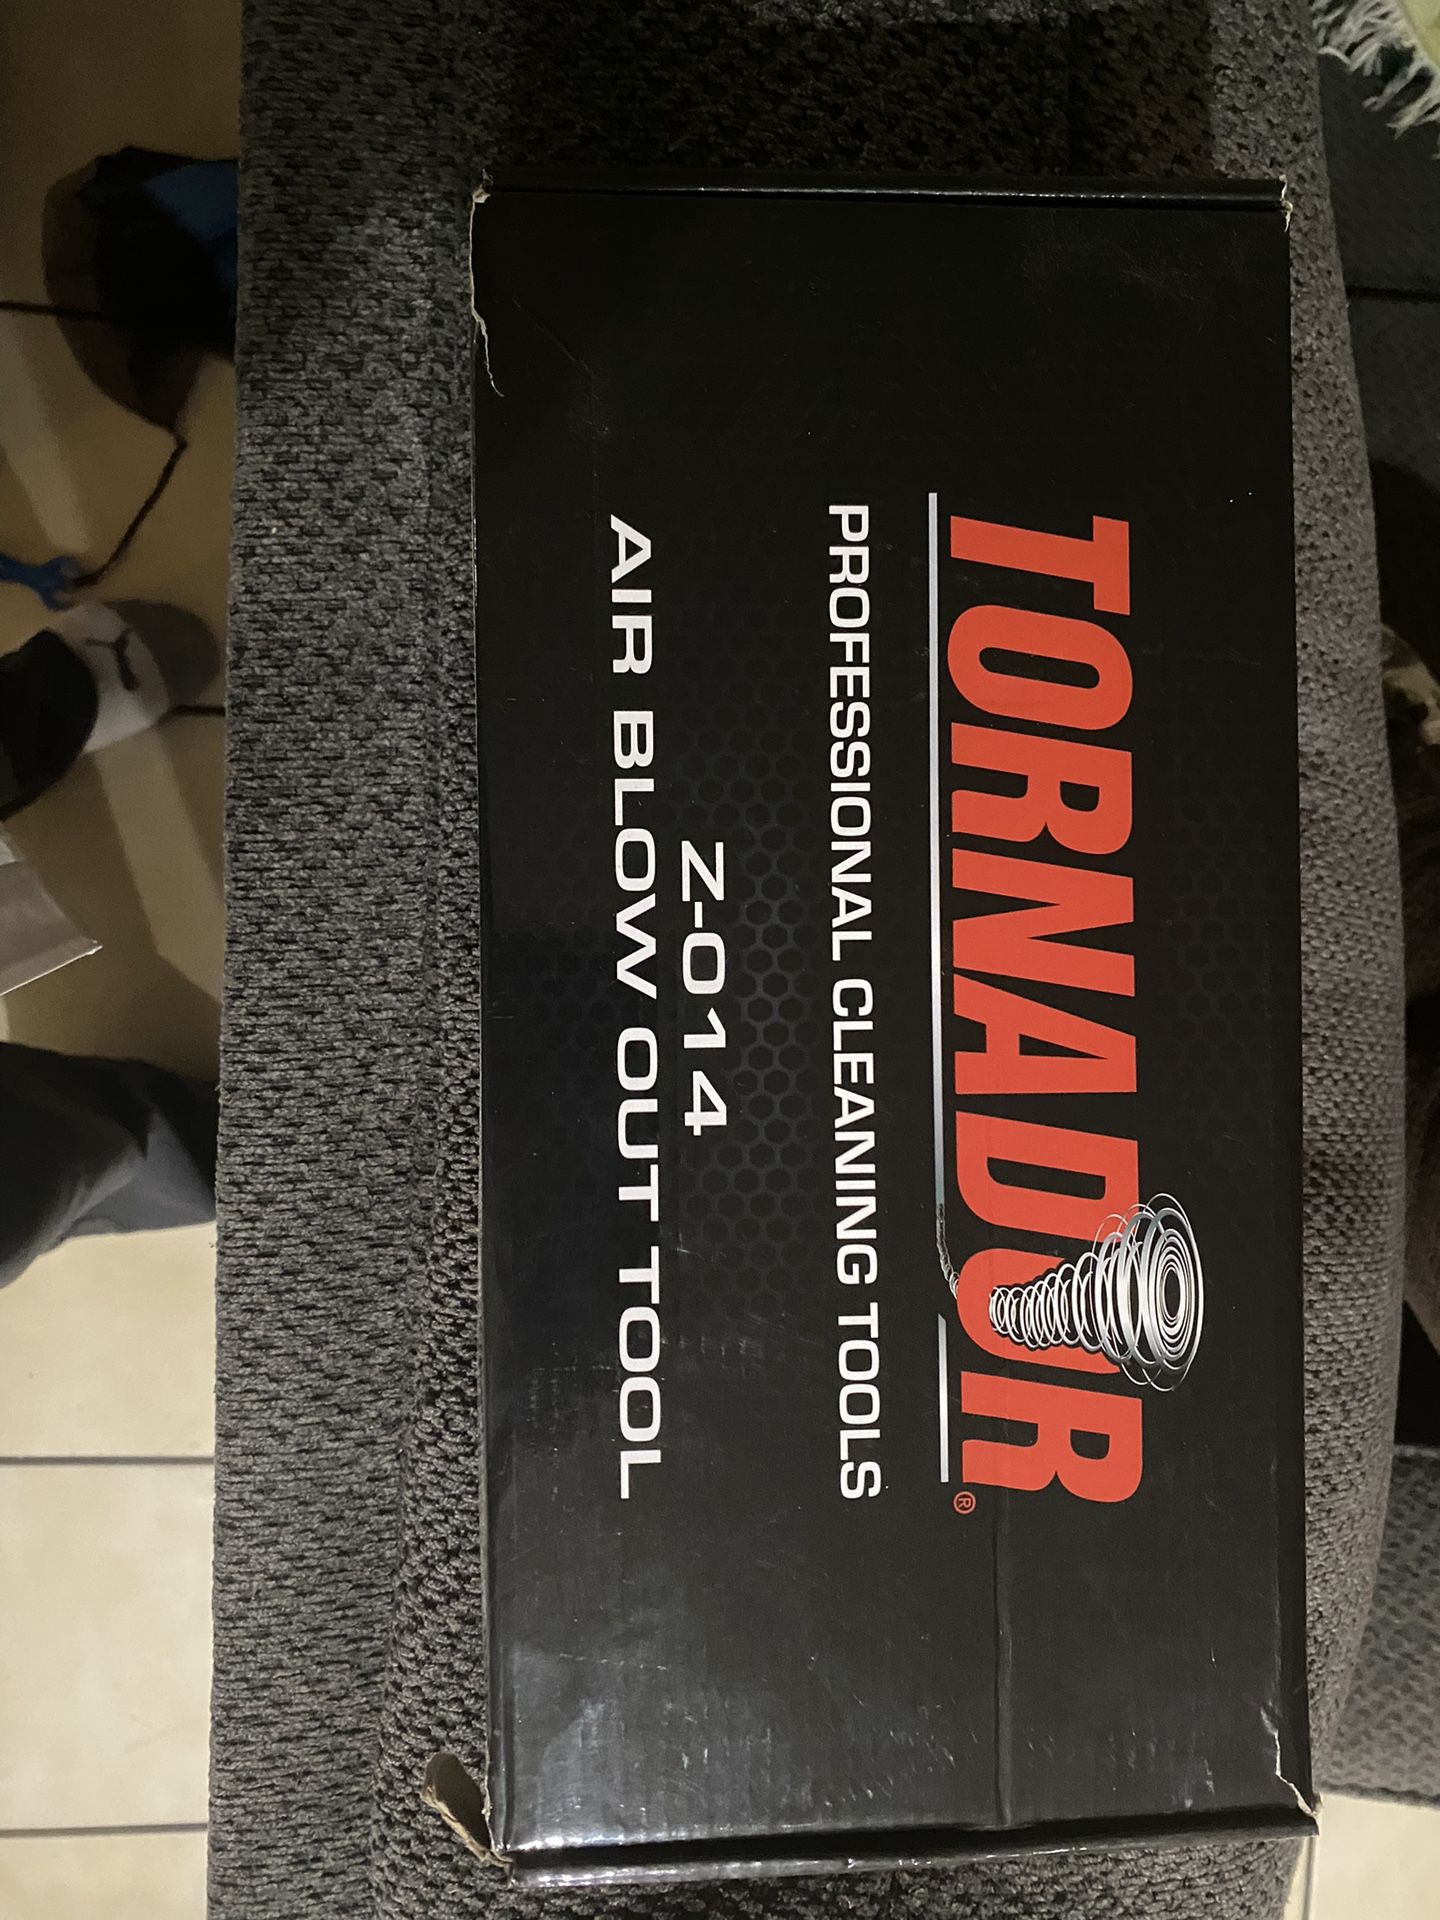 TORNADOR®
PROFESSIONAL CLEANING TOOLS
Z-014
AIR BLOW OUT TOOL